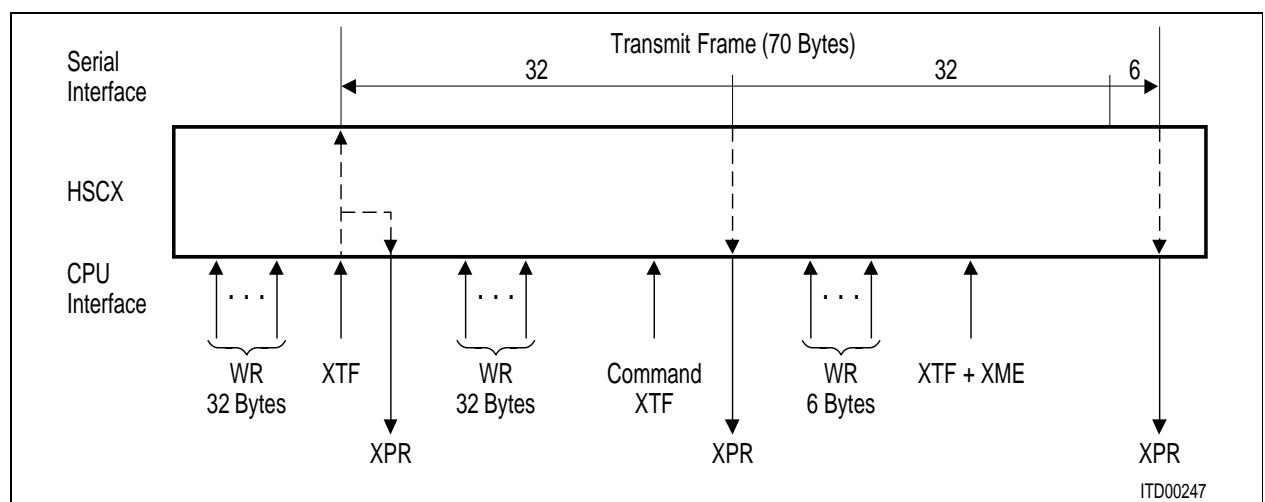 Transmit Frame (70 Bytes)
Serial
Interface
32
32
6
HSCX
CPU
Interface
. . .
. . .
. . .
WR
32 Bytes
XTF
WR
32 Bytes
Command
XTF
WR
6 Bytes
XTF + XME
XPR
XPR
XPR
ITD00247